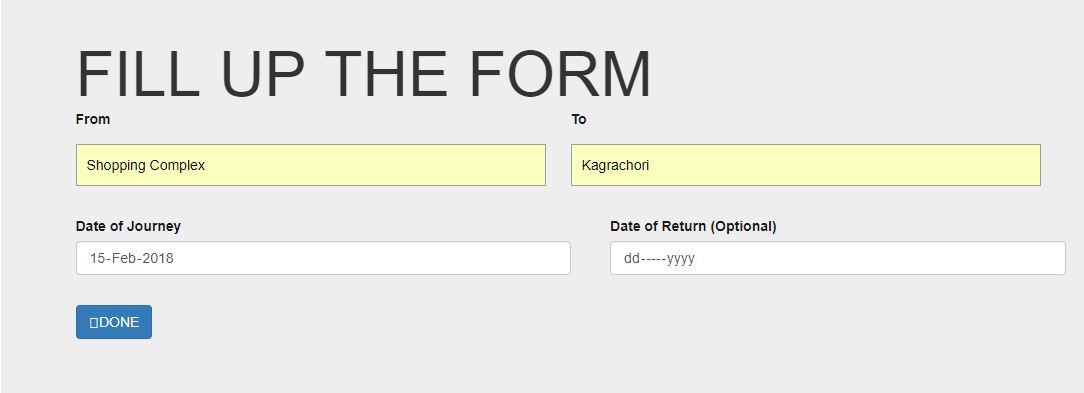 FILL UP THE FORM
From To
Shopping Complex Kagrachori
Date of Journey Date of Return (Optional)
15-Feb-2018 dd-----yyyy
DONE